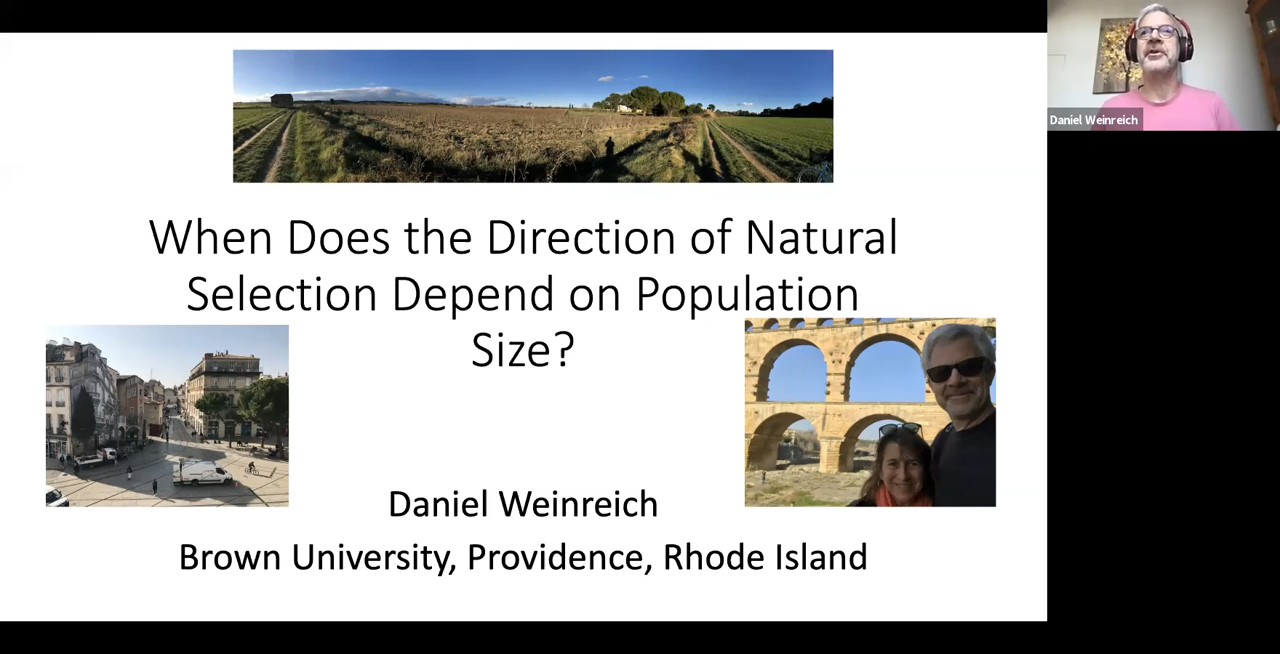 When Does the Direction of Natural
Selection Depend on Population
Size?
Daniel Weinreich
Brown University, Providence, Rhode Island
Daniel Weinreich